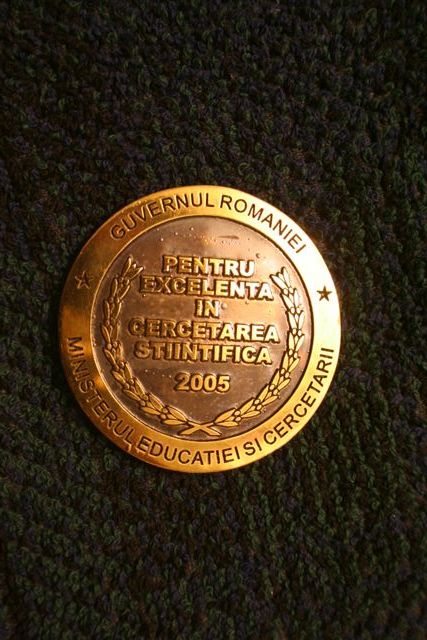 GUVERNUL ROMANIEI
PENTRU
EXCELENTA
IN
CERCETAREA
STIINTIFICA
2005
MINISTERUL EDUCATIEI SI CERCETARII